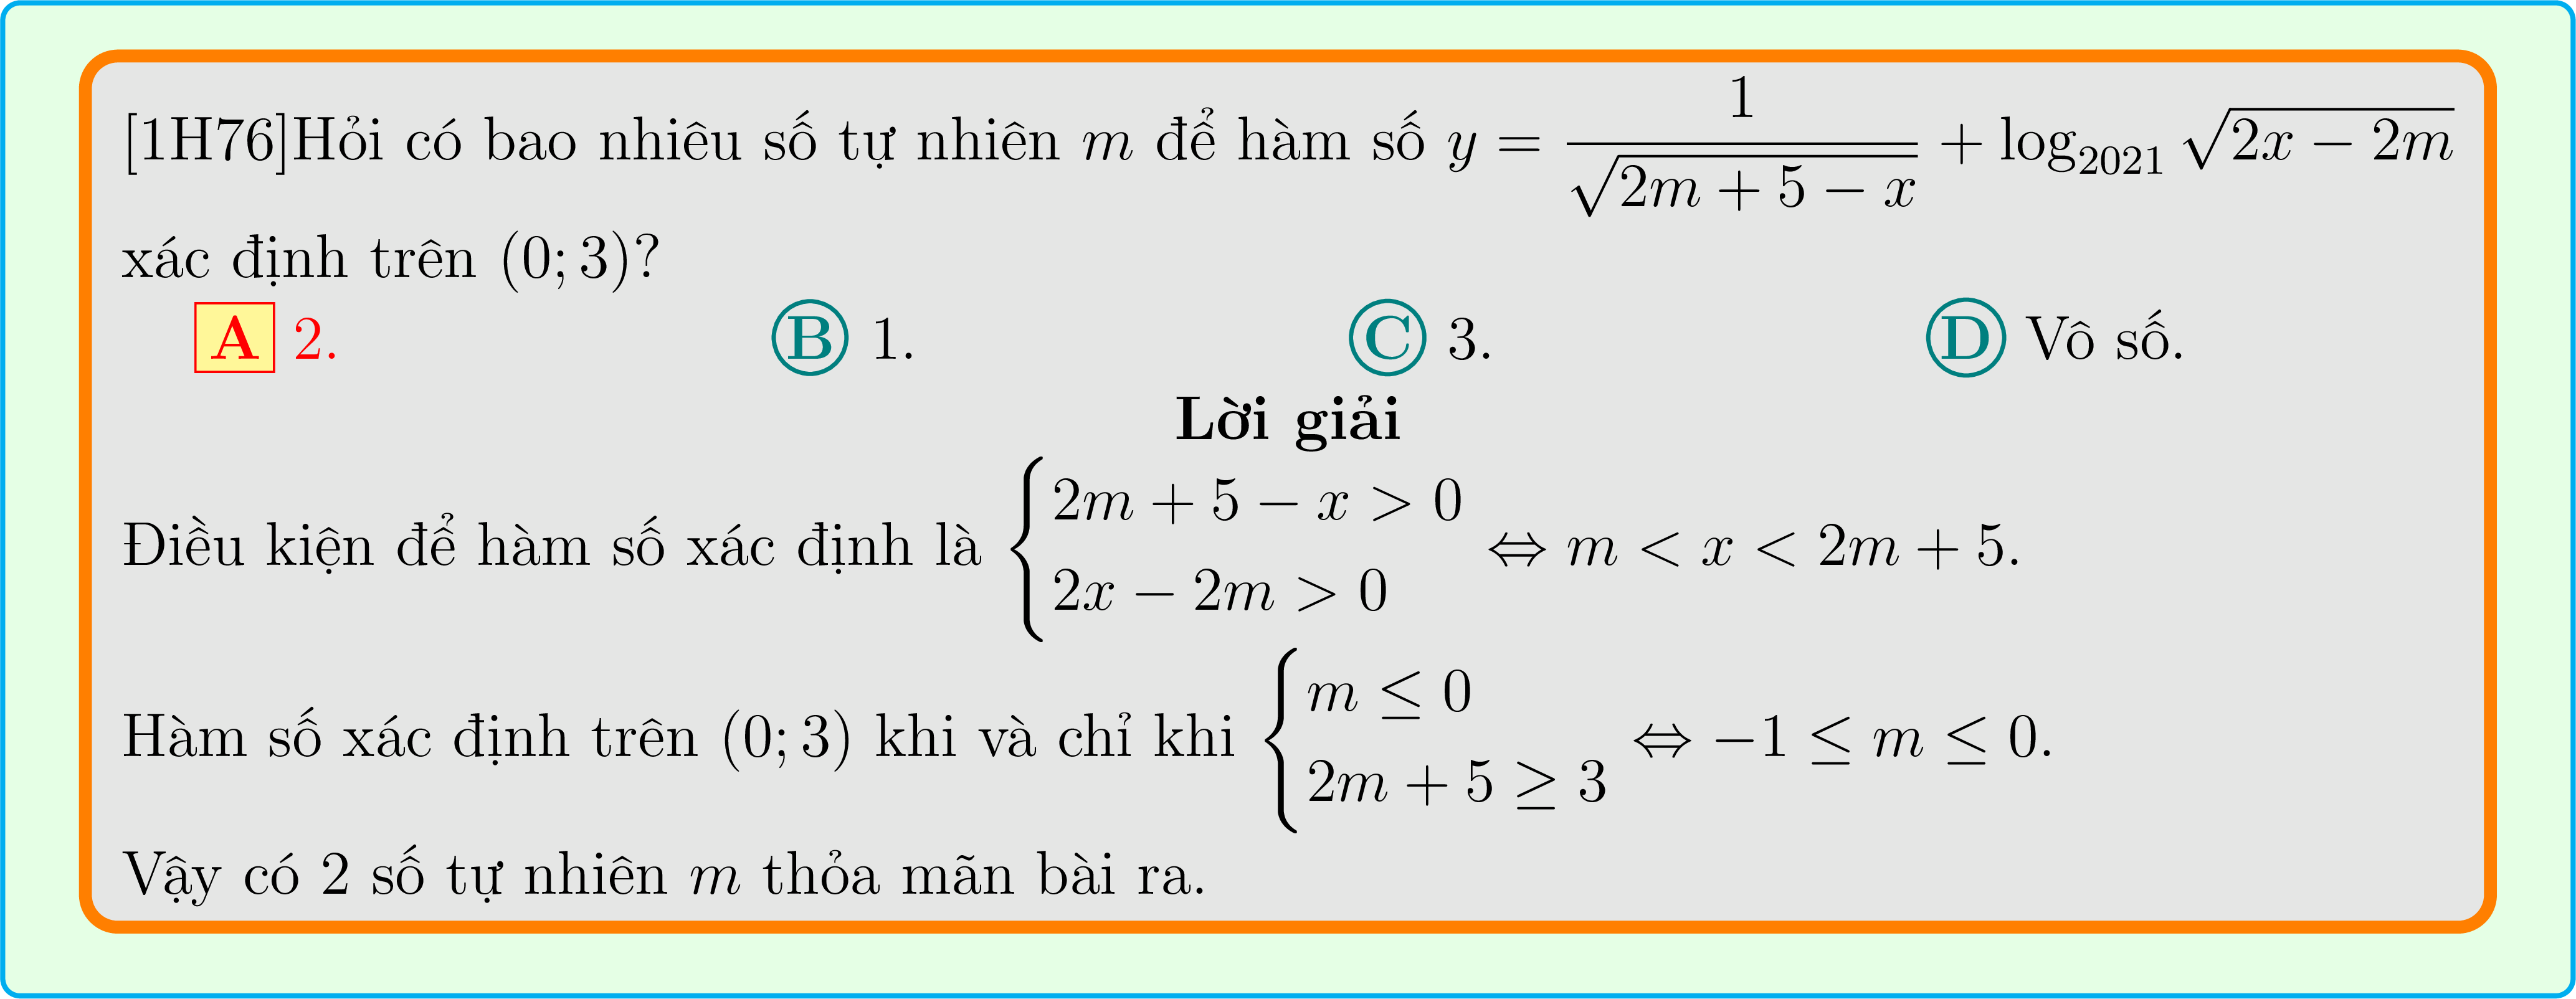 [1H76]Hỏi có bao nhiêu số tự nhiên $m$ để hàm số $y = \dfrac{1}{\sqrt{2m+5-x}} + \log_{2021} \sqrt{2x-2m}$
xác định trên $(0;3)$?
A 2. B 1. C 3. D Vô số.
Lời giải
Điều kiện để hàm số xác định là $\begin{cases} 2m+5-x > 0 \\ 2x-2m > 0 \end{cases} \Leftrightarrow m < x < 2m+5.$
Hàm số xác định trên $(0;3)$ khi và chỉ khi $\begin{cases} m \leq 0 \\ 2m+5 \geq 3 \end{cases} \Leftrightarrow -1 \leq m \leq 0.$
Vậy có 2 số tự nhiên $m$ thỏa mãn bài ra.